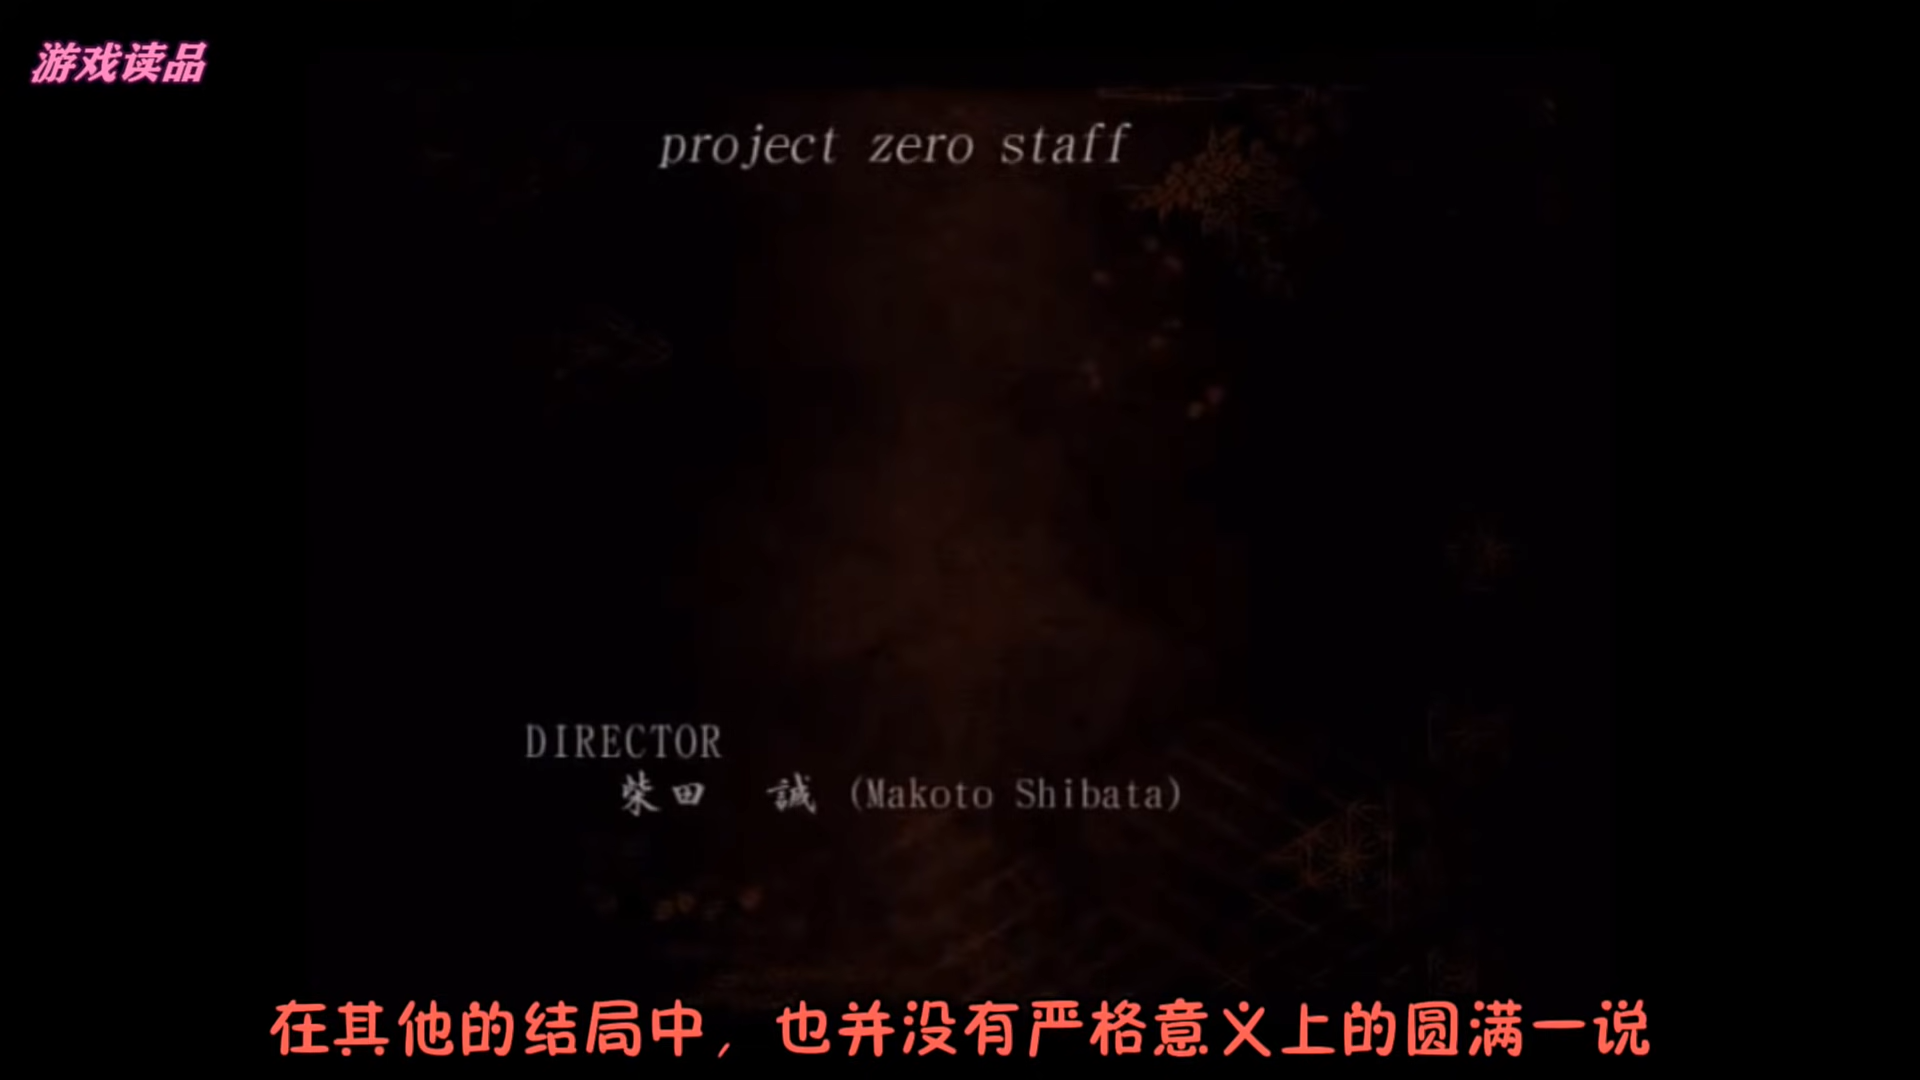 游戏读品
project zero staff
DIRECTOR
柴田 誠 (Makoto Shibata)
在其他的结局中，也并没有严格意义上的圆满一说